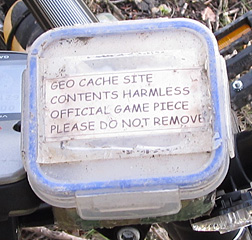 GEO CACHE SITE
CONTENTS HARMLESS
OFFICIAL GAME PIECE
PLEASE DO NOT REMOVE